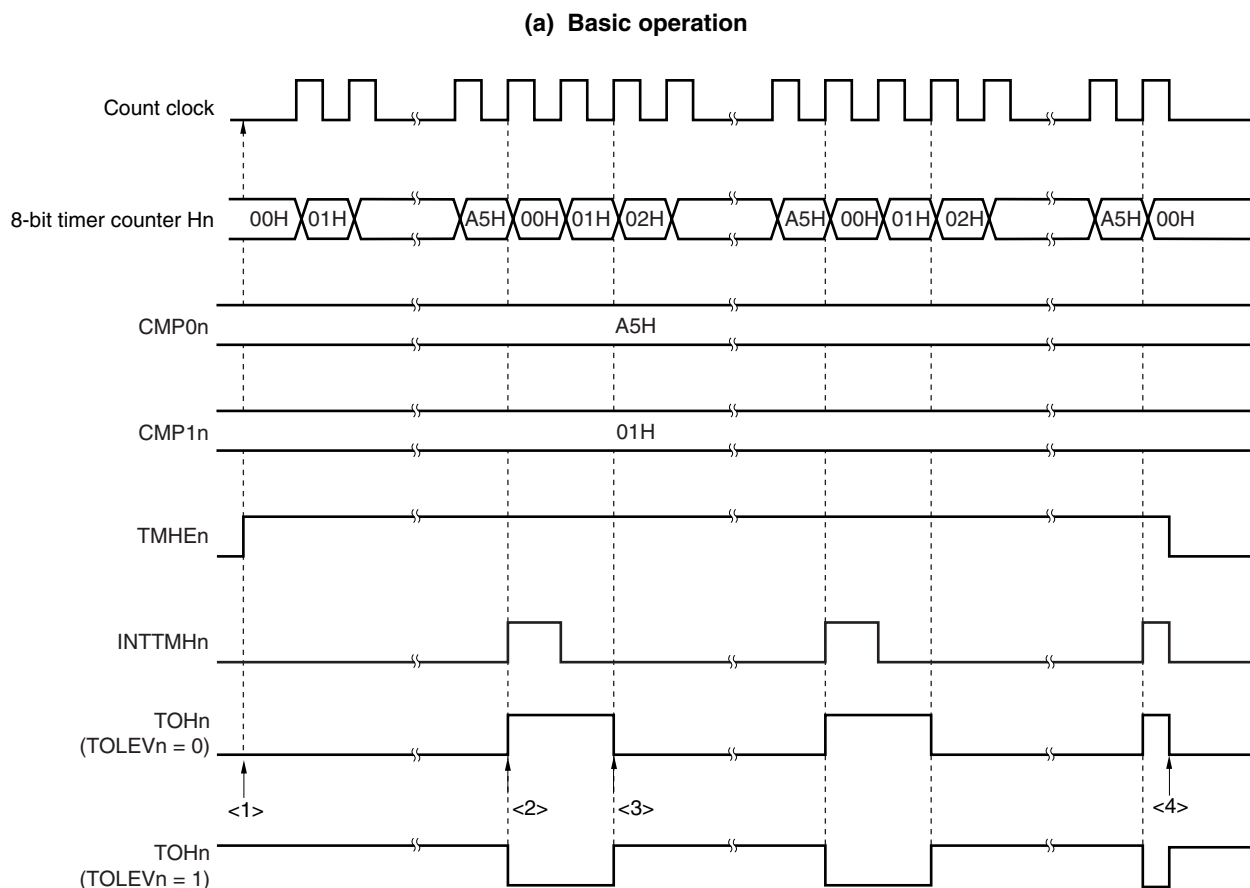 (a) Basic operation
Count clock
8-bit timer counter Hn
00H 01H A5H 00H 01H 02H A5H 00H 01H 02H A5H 00H
CMP0n
A5H
CMP1n
01H
TMHEn
INTTMHn
TOHn
(TOLEVn = 0)
<1> <2> <3> <4>
TOHn
(TOLEVn = 1)